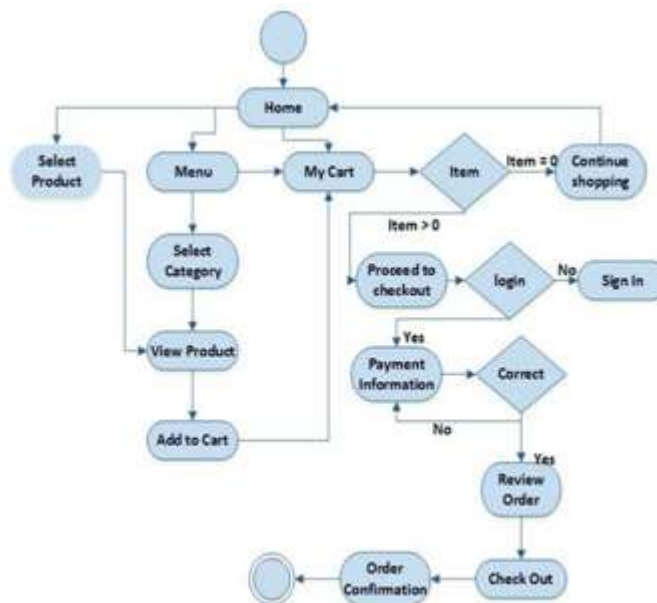 Home
Select
Product
Menu
My Cart
Item
Item = 0
Continue
shopping
Item > 0
Select
Category
Proceed to
checkout
login
No
Sign In
Yes
View Product
Payment
Information
Correct
No
Add to Cart
Yes
Review
Order
Order
Confirmation
Check Out